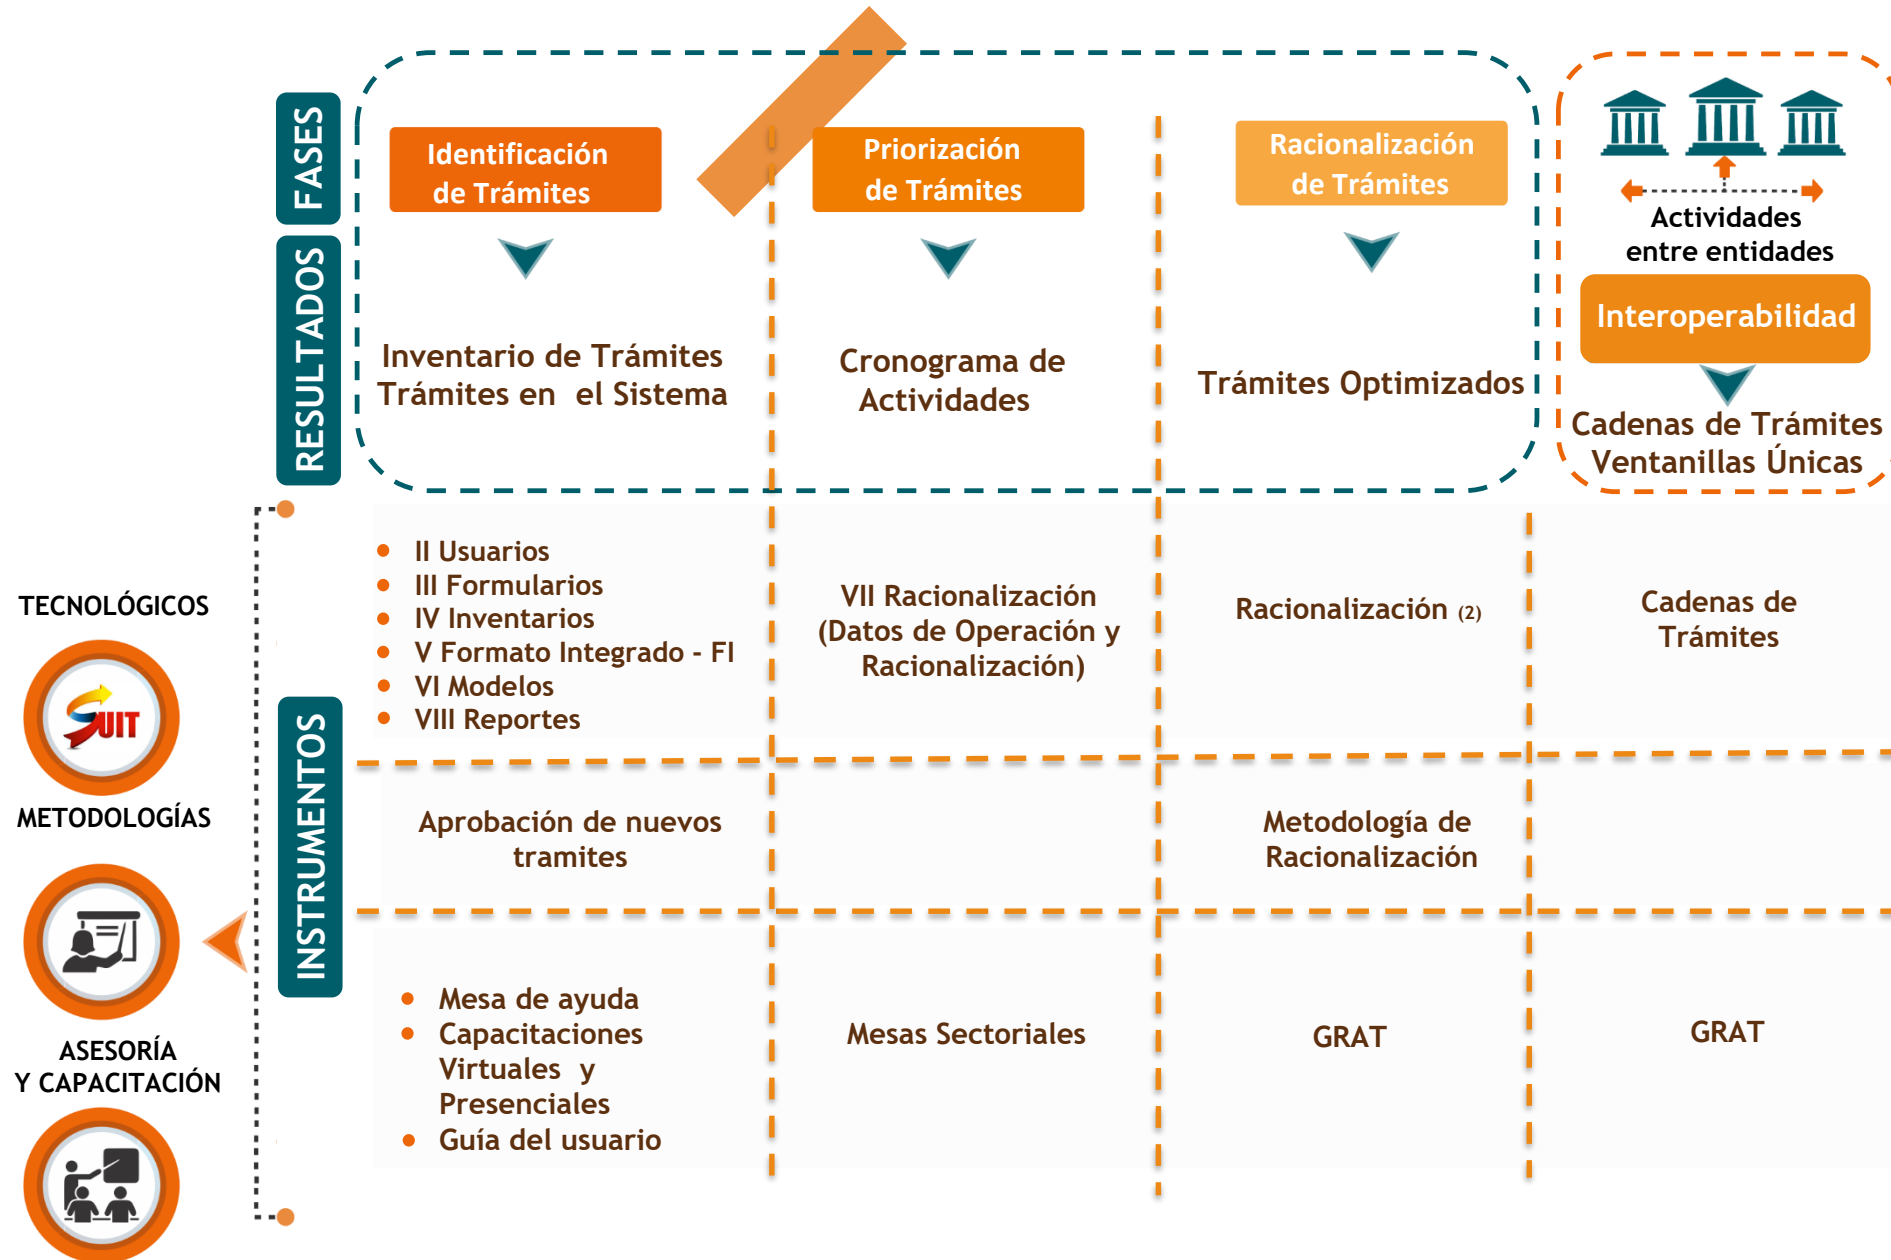 FASES
Identificación
de Trámites
Priorización
de Trámites
Racionalización
de Trámites
Actividades
entre entidades
Interoperabilidad
RESULTADOS
Inventario de Trámites
Trámites en el Sistema
Cronograma de
Actividades
Trámites Optimizados
Cadenas de Trámites
Ventanillas Únicas
INSTRUMENTOS
TECNOLÓGICOS
SUIT
II Usuarios
III Formularios
IV Inventarios
V Formato Integrado - FI
VI Modelos
VIII Reportes
VII Racionalización
(Datos de Operación y
Racionalización)
Racionalización (2)
Cadenas de
Trámites
METODOLOGÍAS
Aprobación de nuevos
tramites
Metodología de
Racionalización
ASESORÍA
Y CAPACITACIÓN
Mesa de ayuda
Capacitaciones
Virtuales y
Presenciales
Guía del usuario
Mesas Sectoriales
GRAT
GRAT